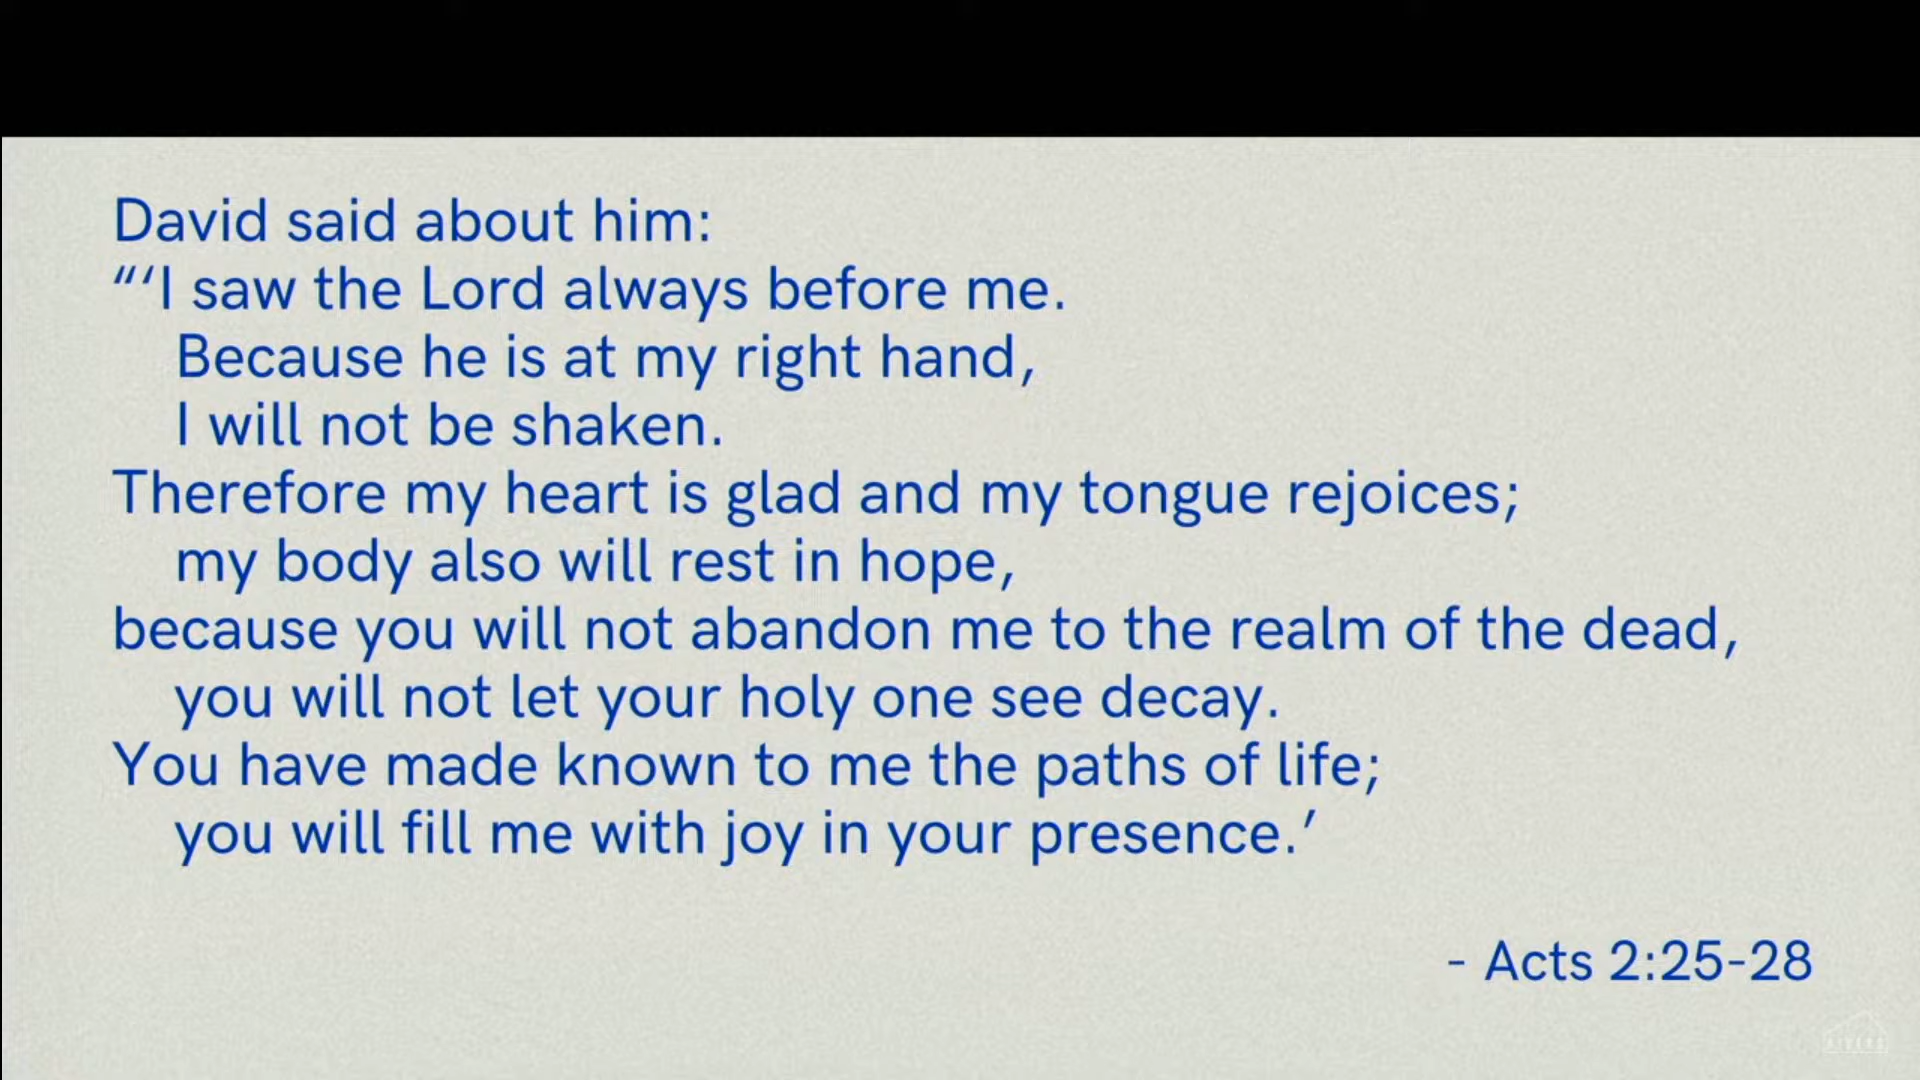 David said about him:
“‘I saw the Lord always before me.
Because he is at my right hand,
I will not be shaken.
Therefore my heart is glad and my tongue rejoices;
my body also will rest in hope,
because you will not abandon me to the realm of the dead,
you will not let your holy one see decay.
You have made known to me the paths of life;
you will fill me with joy in your presence.’
- Acts 2:25-28